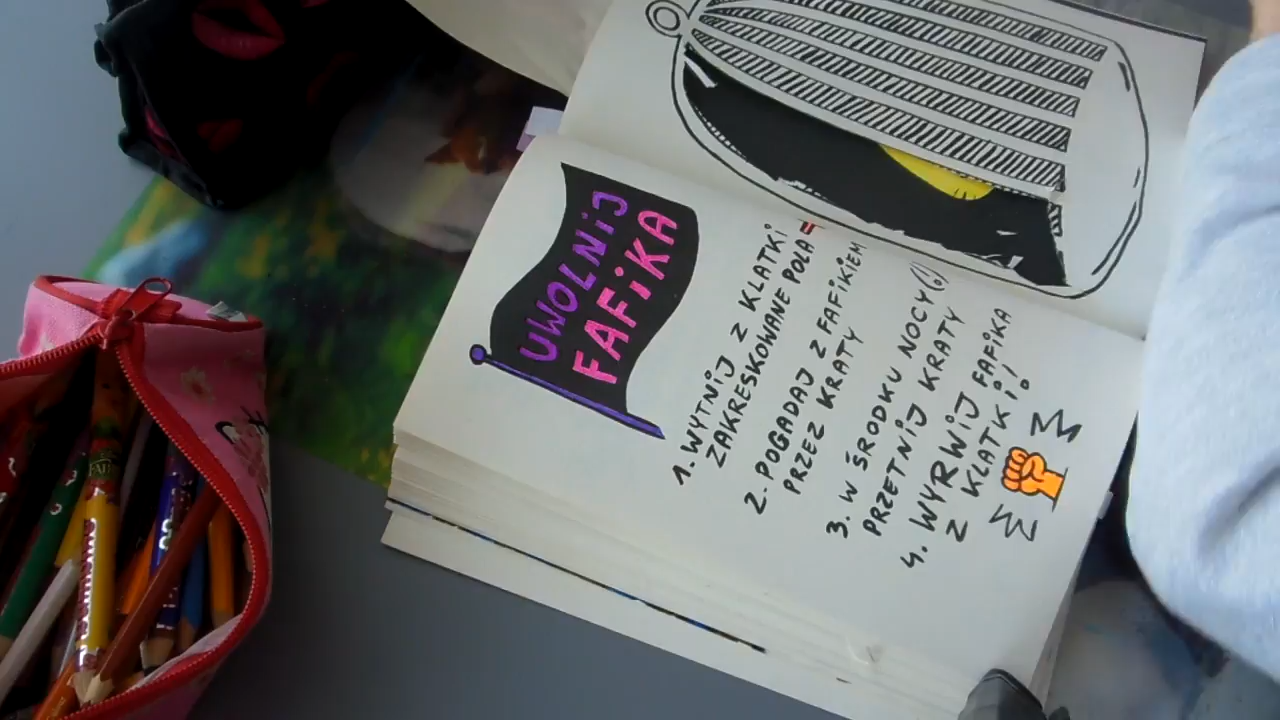 UWOLNIJ
FAFIKA
1. WYTNIJ Z KLATKI
ZAKRESKOWANE POLA =
2. POGADAJ Z FAFIKIEM
PRZEZ KRATY
3. W ŚRODKU NOCY (!)
PRZETNIJ KRATY
4. WYRWIJ FAFIKA
Z KLATKI!